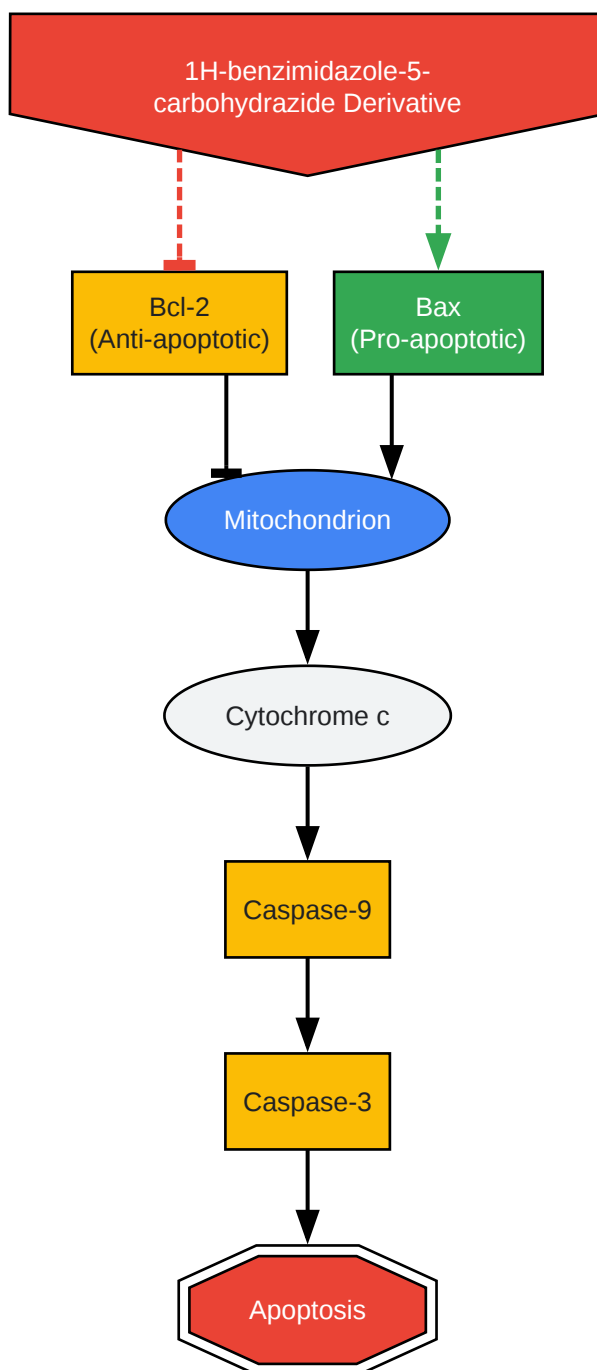 1H-benzimidazole-5-
carbohydrazide Derivative
Bcl-2
(Anti-apoptotic)
Bax
(Pro-apoptotic)
Mitochondrion
Cytochrome c
Caspase-9
Caspase-3
Apoptosis